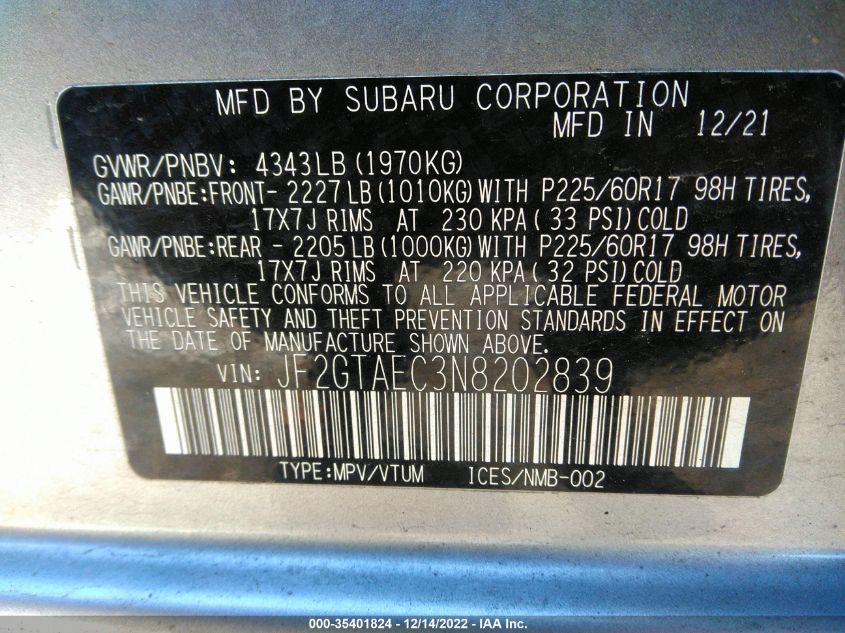 MFD BY SUBARU CORPORATION
MFD IN 12/21
GVWR/PNBV: 4343LB (1970KG)
GAWR/PNBE:FRONT- 2227LB (1010KG) WITH P225/60R17 98H TIRES,
17X7J RIMS AT 230 KPA ( 33 PSI) COLD
GAWR/PNBE:REAR - 2205LB (1000KG) WITH P225/60R17 98H TIRES,
17X7J RIMS AT 220 KPA ( 32 PSI) COLD
THIS VEHICLE CONFORMS TO ALL APPLICABLE FEDERAL MOTOR
VEHICLE SAFETY AND THEFT PREVENTION STANDARDS IN EFFECT ON
THE DATE OF MANUFACTURE SHOWN ABOVE.
VIN: JF2GTAEC3N8202839
TYPE:MPV/VTUM ICES/NMB-002
000-35401824 - 12/14/2022 - IAA Inc.